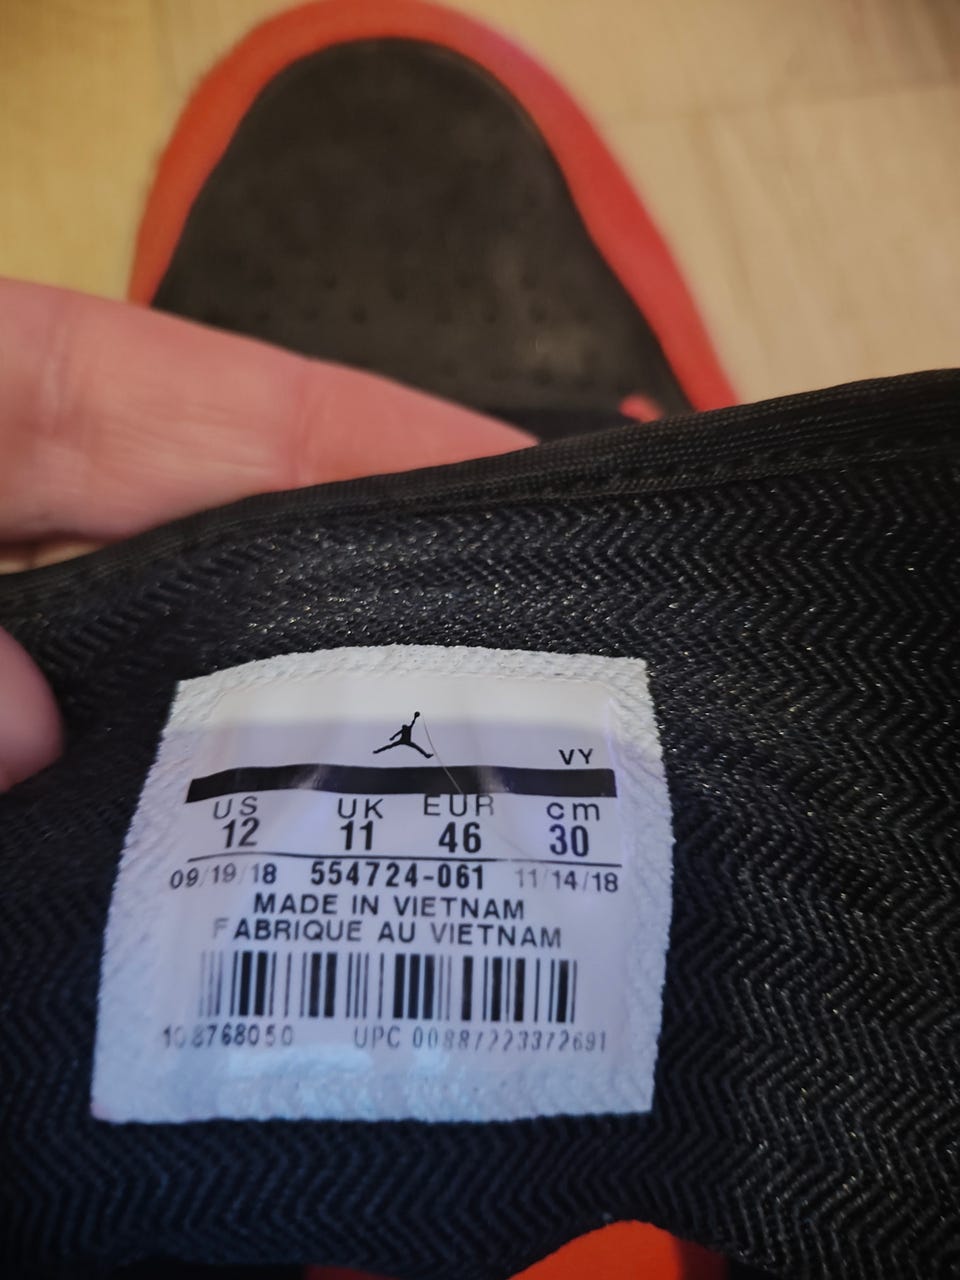 VY
US UK EUR cm
12 11 46 30
09/19/18 554724-061 11/14/18
MADE IN VIETNAM
FABRIQUE AU VIETNAM
108768050 UPC 00887223372691